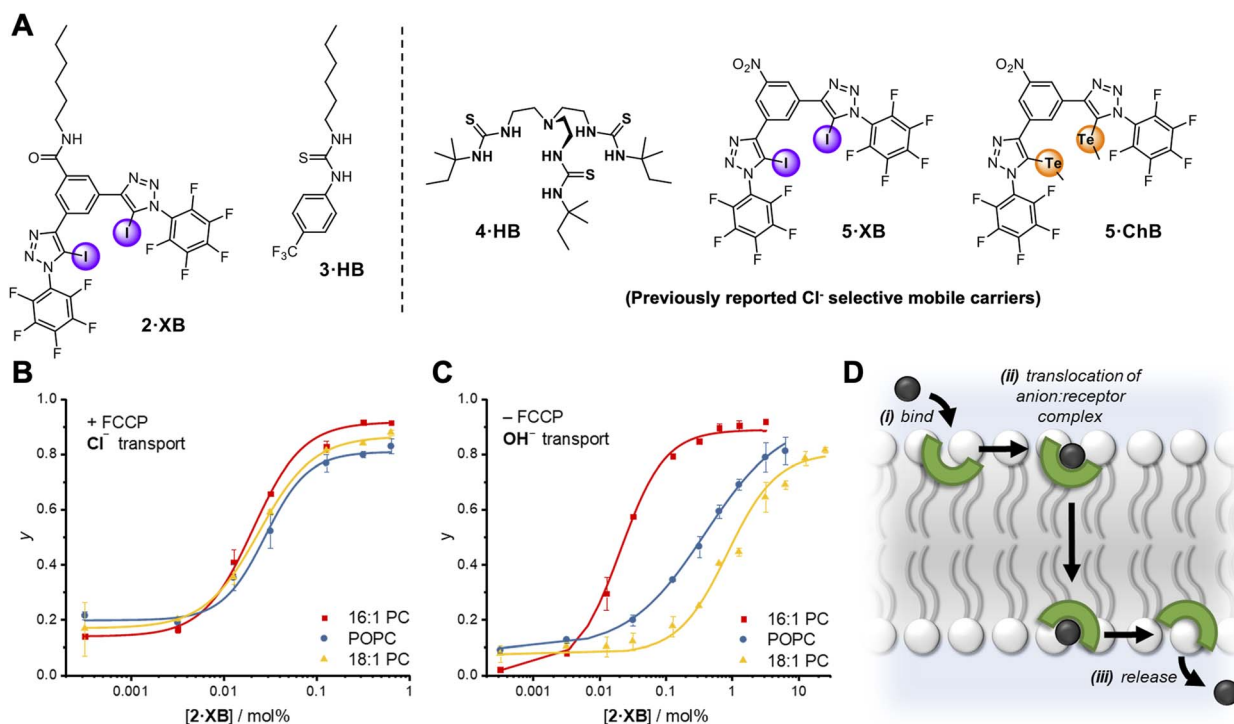 A
N
H
O
N
N
N
I
N
N
N
I
F
F
F
F
F
F
F
F
F
F
2·XB
NH
S
NH
F₃C
3·HB
S
NH
NH
N
HN
S
HN
NH
S
NH
4·HB
O₂N
N
N
N
I
N
N
N
I
F
F
F
F
F
F
F
F
F
F
5·XB
O₂N
N
N
N
Te
N
N
N
Te
F
F
F
F
F
F
F
F
F
F
5·ChB
(Previously reported Cl⁻ selective mobile carriers)
B
+ FCCP
Cl⁻ transport
y
1.0
0.8
0.6
0.4
0.2
0.0
16:1 PC
POPC
18:1 PC
0.001
0.01
0.1
1
[2·XB] / mol%
C
– FCCP
OH⁻ transport
y
1.0
0.8
0.6
0.4
0.2
0.0
16:1 PC
POPC
18:1 PC
0.001
0.01
0.1
1
10
[2·XB] / mol%
D
(i) bind
(ii) translocation of
anion:receptor
complex
(iii) release